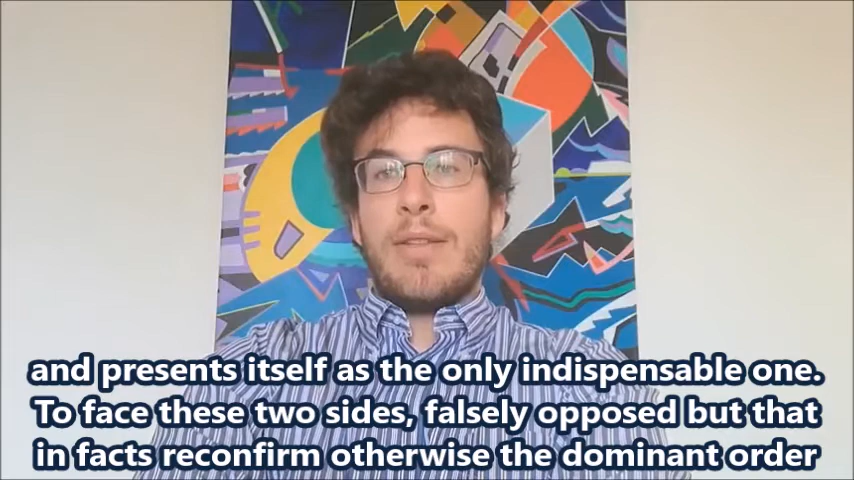 and presents itself as the only indispensable one.
To face these two sides, falsely opposed but that
in facts reconfirm otherwise the dominant order